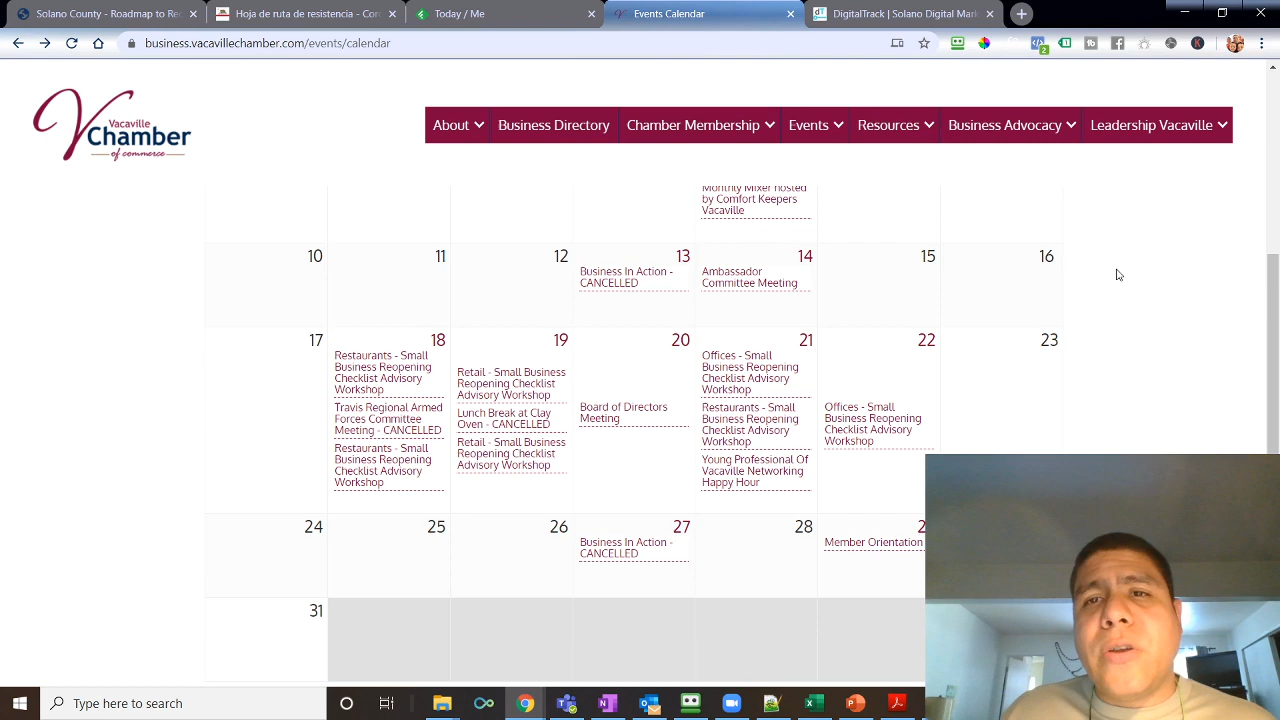 Solano County - Roadmap to Re
Hoja de ruta de resistencia - Cor
Today / Me
Events Calendar
DigitalTrack | Solano Digital Mark
business.vacavillechamber.com/events/calendar
2
Vacaville
Chamber
of commerce
About
Business Directory
Chamber Membership
Events
Resources
Business Advocacy
Leadership Vacaville
Monthly Mixer hosted
by Comfort Keepers
Vacaville
10
11
12
13
Business In Action -
CANCELLED
14
Ambassador
Committee Meeting
15
16
17
18
Restaurants - Small
Business Reopening
Checklist Advisory
Workshop
Travis Regional Armed
Forces Committee
Meeting - CANCELLED
Restaurants - Small
Business Reopening
Checklist Advisory
Workshop
19
Retail - Small Business
Reopening Checklist
Advisory Workshop
Lunch Break at Clay
Oven - CANCELLED
Retail - Small Business
Reopening Checklist
Advisory Workshop
20
Board of Directors
Meeting
21
Offices - Small
Business Reopening
Checklist Advisory
Workshop
Restaurants - Small
Business Reopening
Checklist Advisory
Workshop
Young Professional Of
Vacaville Networking
Happy Hour
22
Offices - Small
Business Reopening
Checklist Advisory
Workshop
23
24
25
26
27
Business In Action -
CANCELLED
28
2
Member Orientation
31
Type here to search